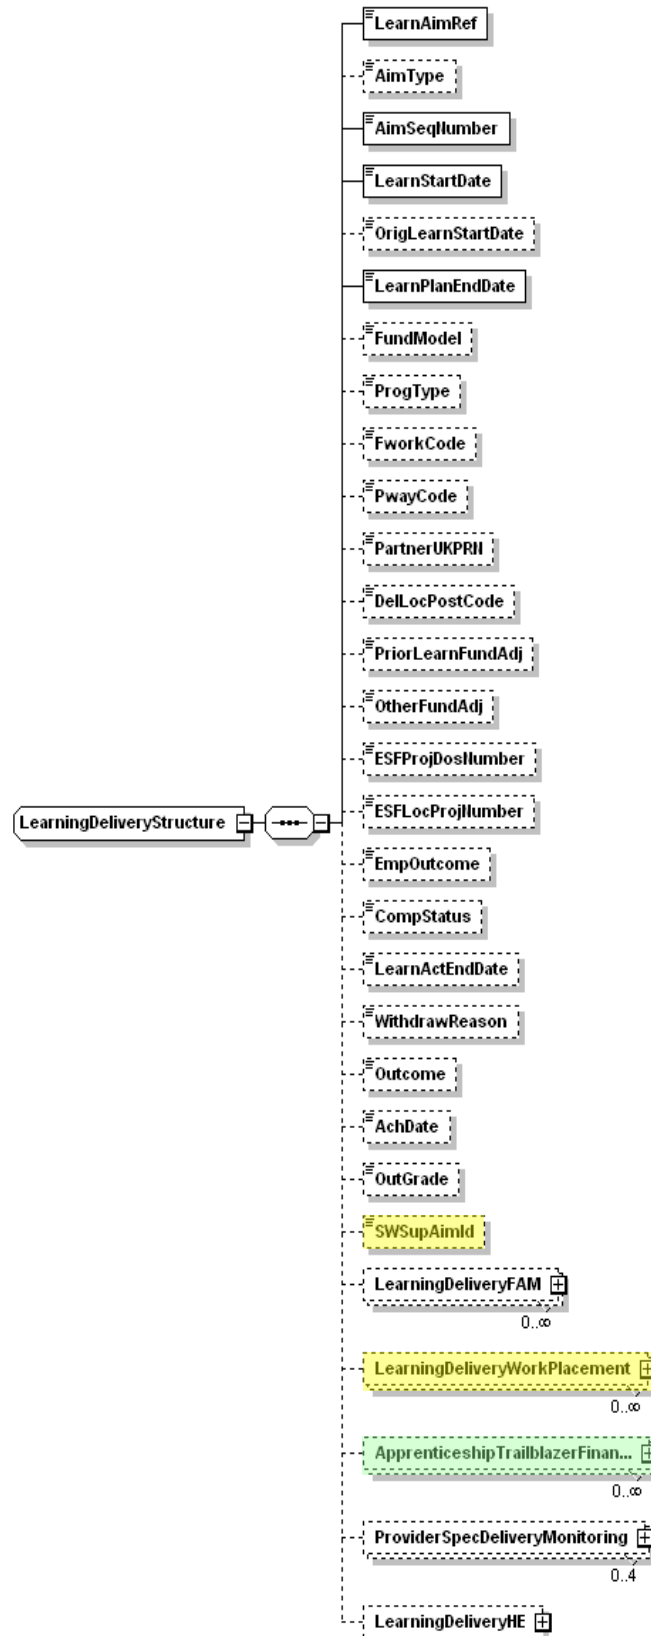 LearnAimRef
AimType
AimSeqNumber
LearnStartDate
OrigLearnStartDate
LearnPlanEndDate
FundModel
ProgType
FworkCode
PwayCode
PartnerUKPRN
DelLocPostCode
PriorLearnFundAdj
OtherFundAdj
ESFProjDosNumber
ESFLocProjNumber
LearningDeliveryStructure
EmpOutcome
CompStatus
LearnActEndDate
WithdrawReason
Outcome
AchDate
OutGrade
SWSupAimId
LearningDeliveryFAM
0..∞
LearningDeliveryWorkPlacement
0..∞
ApprenticeshipTrailblazerFinan...
0..∞
ProviderSpecDeliveryMonitoring
0..4
LearningDeliveryHE